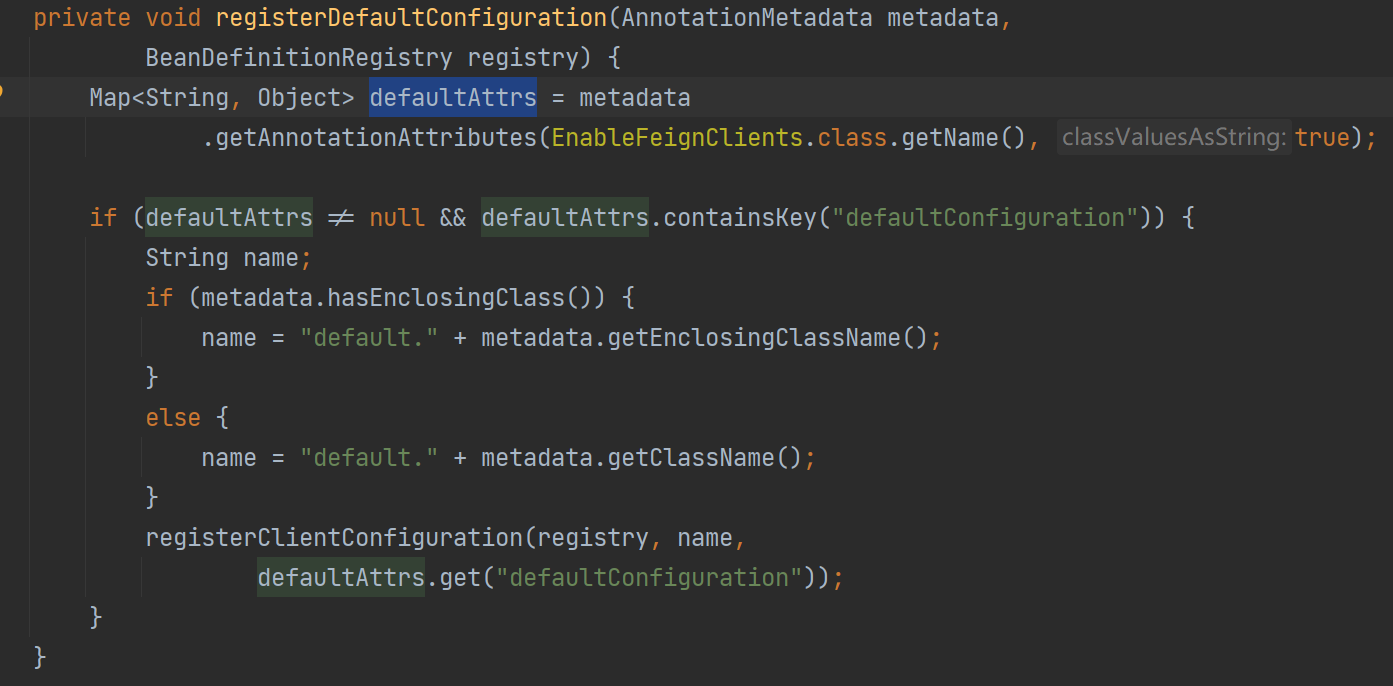 private void registerDefaultConfiguration(AnnotationMetadata metadata,
BeanDefinitionRegistry registry) {
Map<String, Object> defaultAttrs = metadata
.getAnnotationAttributes(EnableFeignClients.class.getName(), classValuesAsString: true);
if (defaultAttrs ≠ null && defaultAttrs.containsKey("defaultConfiguration")) {
String name;
if (metadata.hasEnclosingClass()) {
name = "default." + metadata.getEnclosingClassName();
}
else {
name = "default." + metadata.getClassName();
}
registerClientConfiguration(registry, name,
defaultAttrs.get("defaultConfiguration"));
}
}